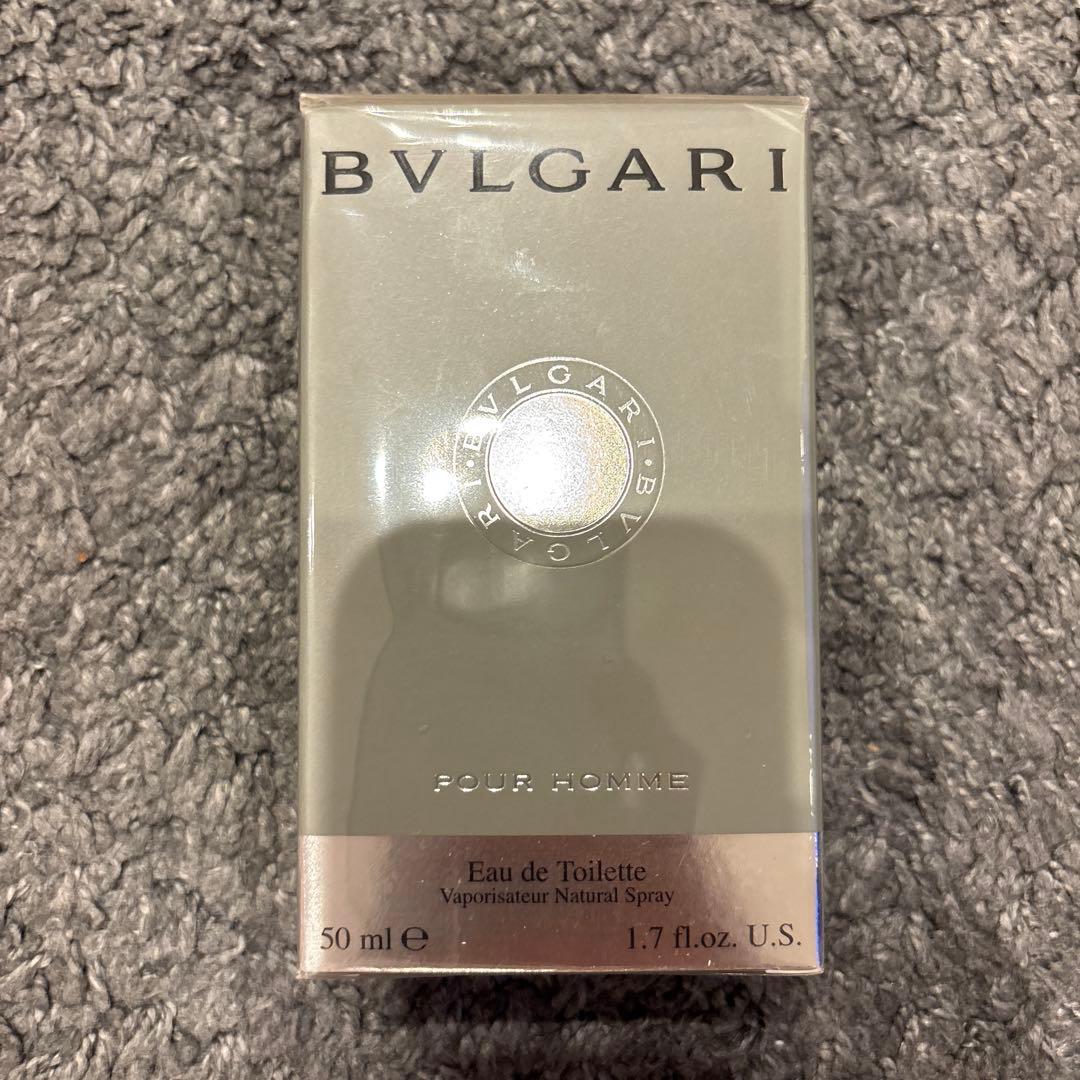 BVLGARI
BVLGARI · BVLGARI ·
POUR HOMME
Eau de Toilette
Vaporisateur Natural Spray
50 ml ℮
1.7 fl.oz. U.S.